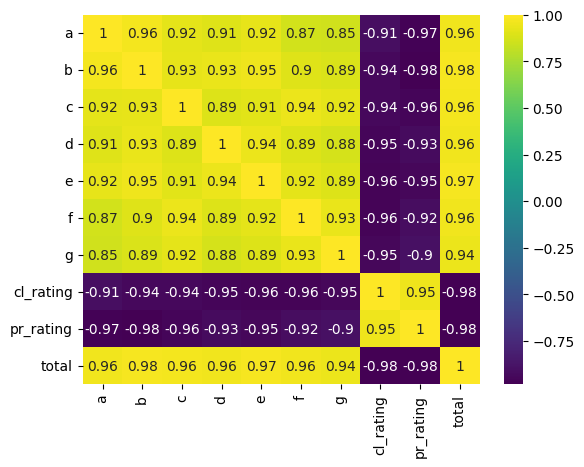 a 1 0.96 0.92 0.91 0.92 0.87 0.85 -0.91 -0.97 0.96
b 0.96 1 0.93 0.93 0.95 0.9 0.89 -0.94 -0.98 0.98
c 0.92 0.93 1 0.89 0.91 0.94 0.92 -0.94 -0.96 0.96
d 0.91 0.93 0.89 1 0.94 0.89 0.88 -0.95 -0.93 0.96
e 0.92 0.95 0.91 0.94 1 0.92 0.89 -0.96 -0.95 0.97
f 0.87 0.9 0.94 0.89 0.92 1 0.93 -0.96 -0.92 0.96
g 0.85 0.89 0.92 0.88 0.89 0.93 1 -0.95 -0.9 0.94
cl_rating -0.91 -0.94 -0.94 -0.95 -0.96 -0.96 -0.95 1 0.95 -0.98
pr_rating -0.97 -0.98 -0.96 -0.93 -0.95 -0.92 -0.9 0.95 1 -0.98
total 0.96 0.98 0.96 0.96 0.97 0.96 0.94 -0.98 -0.98 1
a b c d e f g cl_rating pr_rating total
1.00
0.75
0.50
0.25
0.00
−0.25
−0.50
−0.75